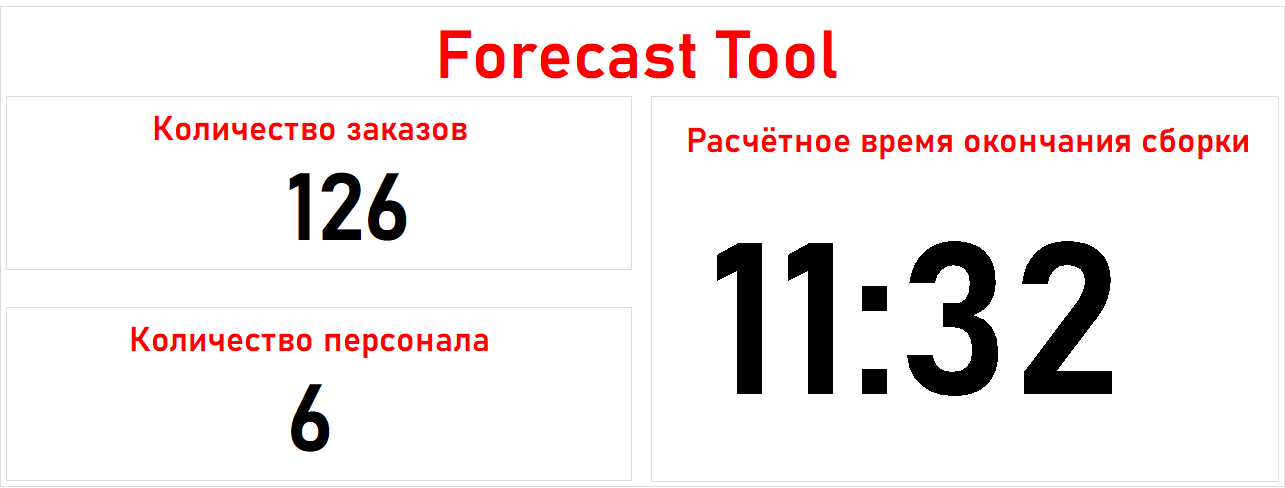 Forecast Tool
Количество заказов
126
Количество персонала
6
Расчётное время окончания сборки
11:32